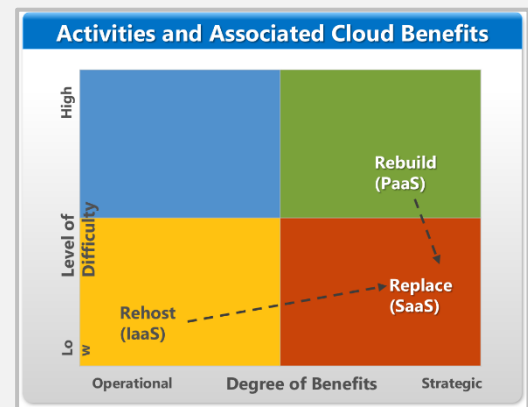 Activities and Associated Cloud Benefits
High
Level of
Difficulty
Lo
w
Rebuild
(PaaS)
Replace
(SaaS)
Rehost
(IaaS)
Operational
Degree of Benefits
Strategic